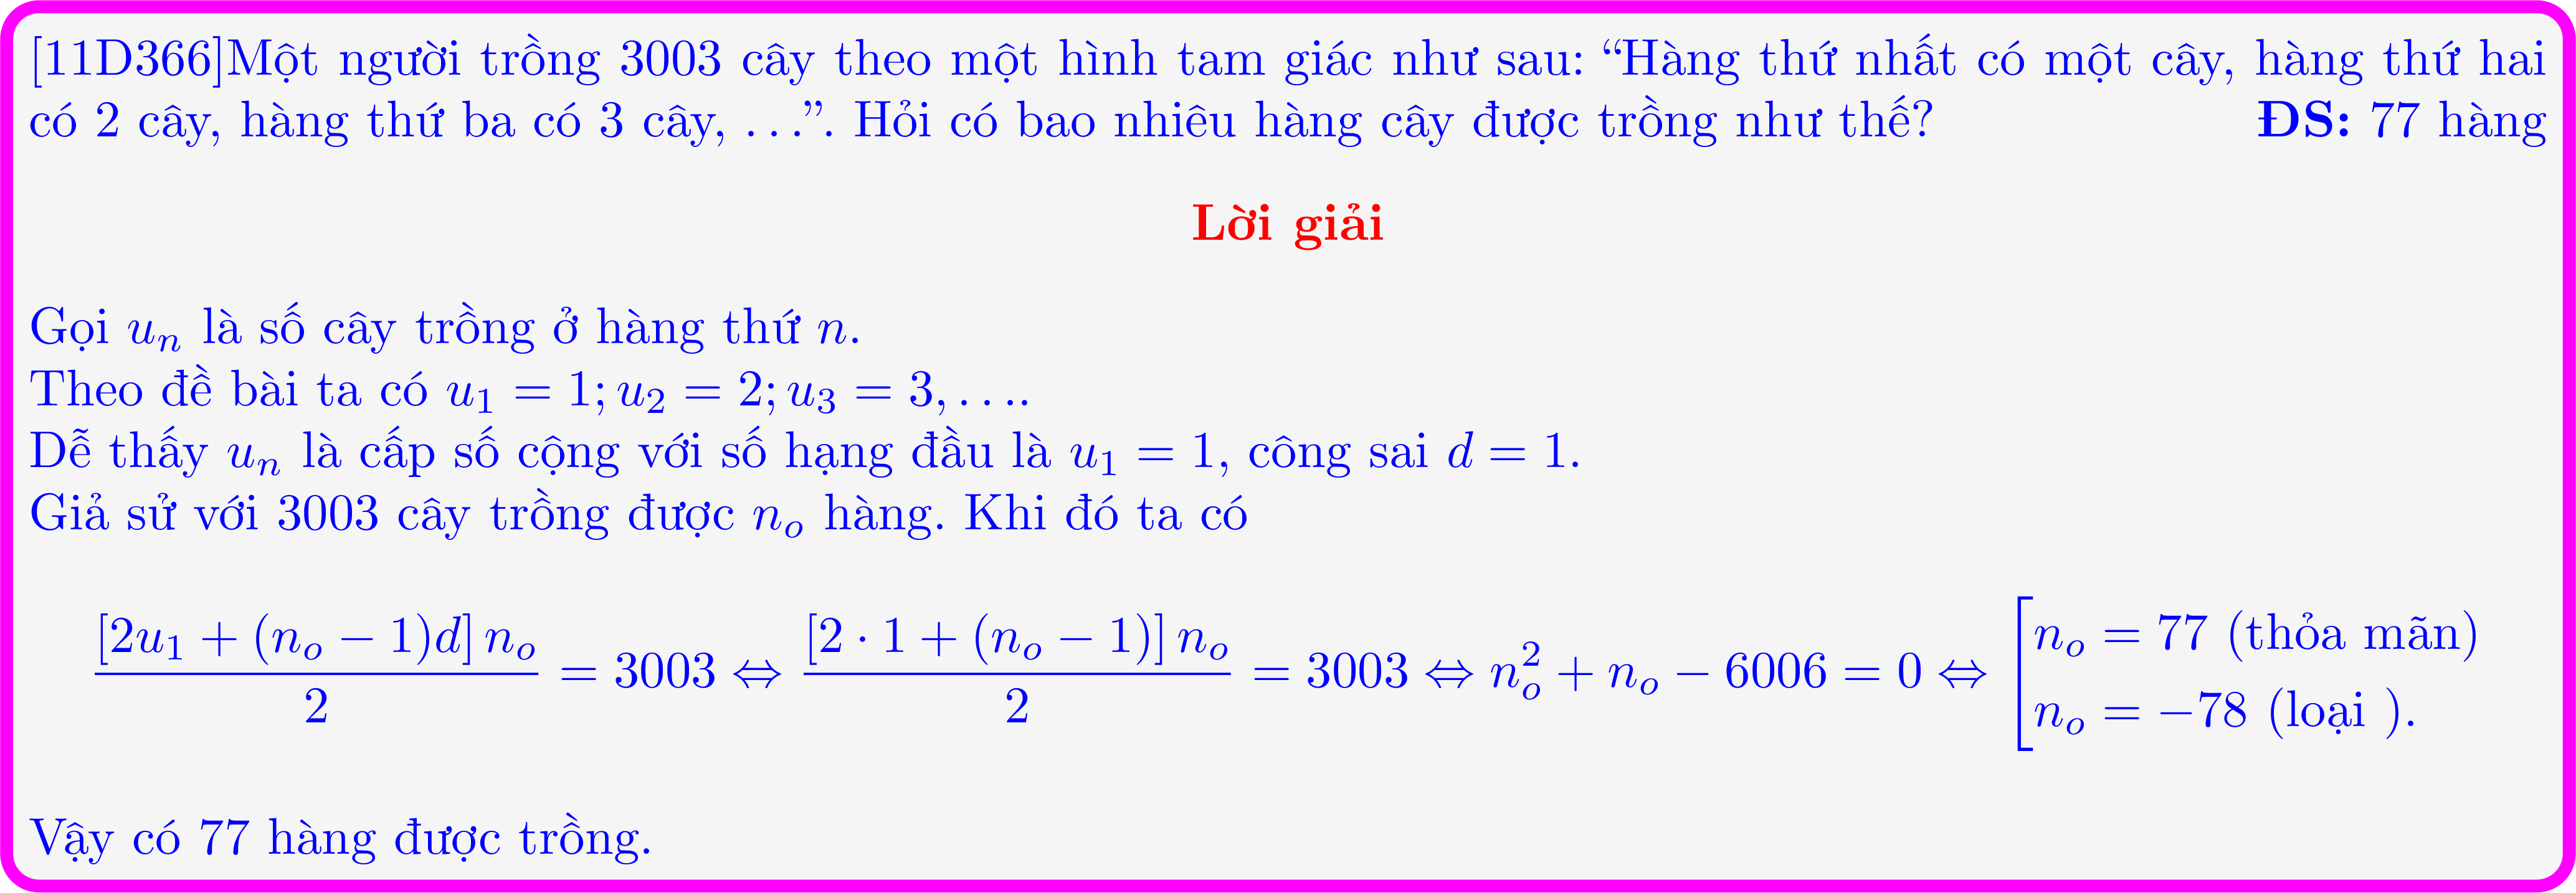 [11D366]Một người trồng 3003 cây theo một hình tam giác như sau: “Hàng thứ nhất có một cây, hàng thứ hai
có 2 cây, hàng thứ ba có 3 cây, …”. Hỏi có bao nhiêu hàng cây được trồng như thế? ĐS: 77 hàng
Lời giải
Gọi $u_n$ là số cây trồng ở hàng thứ $n$.
Theo đề bài ta có $u_1 = 1; u_2 = 2; u_3 = 3, \ldots$.
Dễ thấy $u_n$ là cấp số cộng với số hạng đầu là $u_1 = 1$, công sai $d = 1$.
Giả sử với 3003 cây trồng được $n_o$ hàng. Khi đó ta có
$\dfrac{[2u_1 + (n_o - 1)d]\, n_o}{2} = 3003 \Leftrightarrow \dfrac{[2 \cdot 1 + (n_o - 1)]\, n_o}{2} = 3003 \Leftrightarrow n_o^2 + n_o - 6006 = 0 \Leftrightarrow \left[\begin{array}{l} n_o = 77 \text{ (thỏa mãn)} \\ n_o = -78 \text{ (loại ).} \end{array}\right.$
Vậy có 77 hàng được trồng.